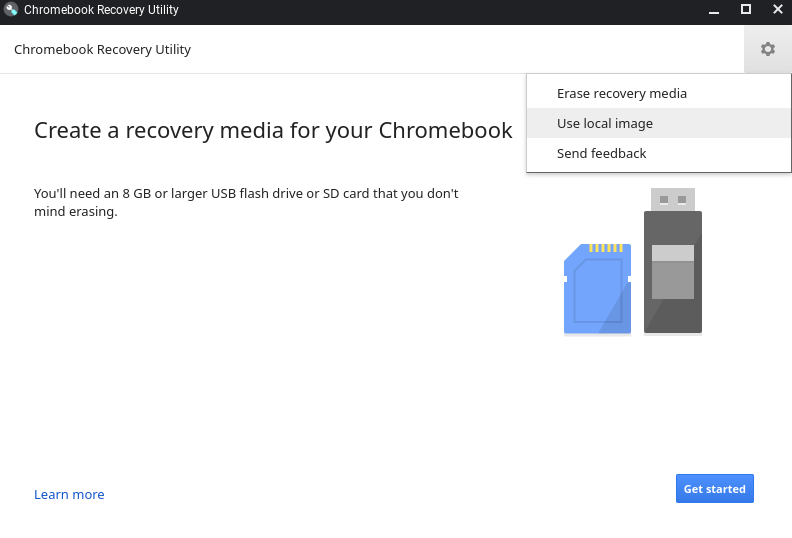 Chromebook Recovery Utility
Chromebook Recovery Utility
Erase recovery media
Use local image
Send feedback
Create a recovery media for your Chromebook
You'll need an 8 GB or larger USB flash drive or SD card that you don't
mind erasing.
Learn more
Get started